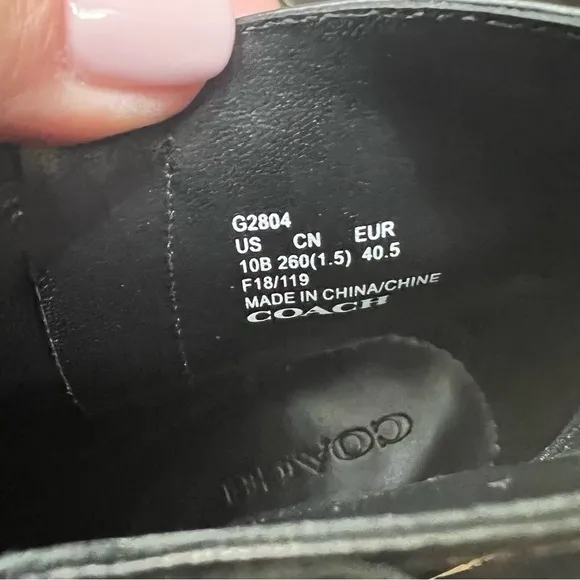 G2804
US CN EUR
10B 260(1.5) 40.5
F18/119
MADE IN CHINA/CHINE
COACH
COACH